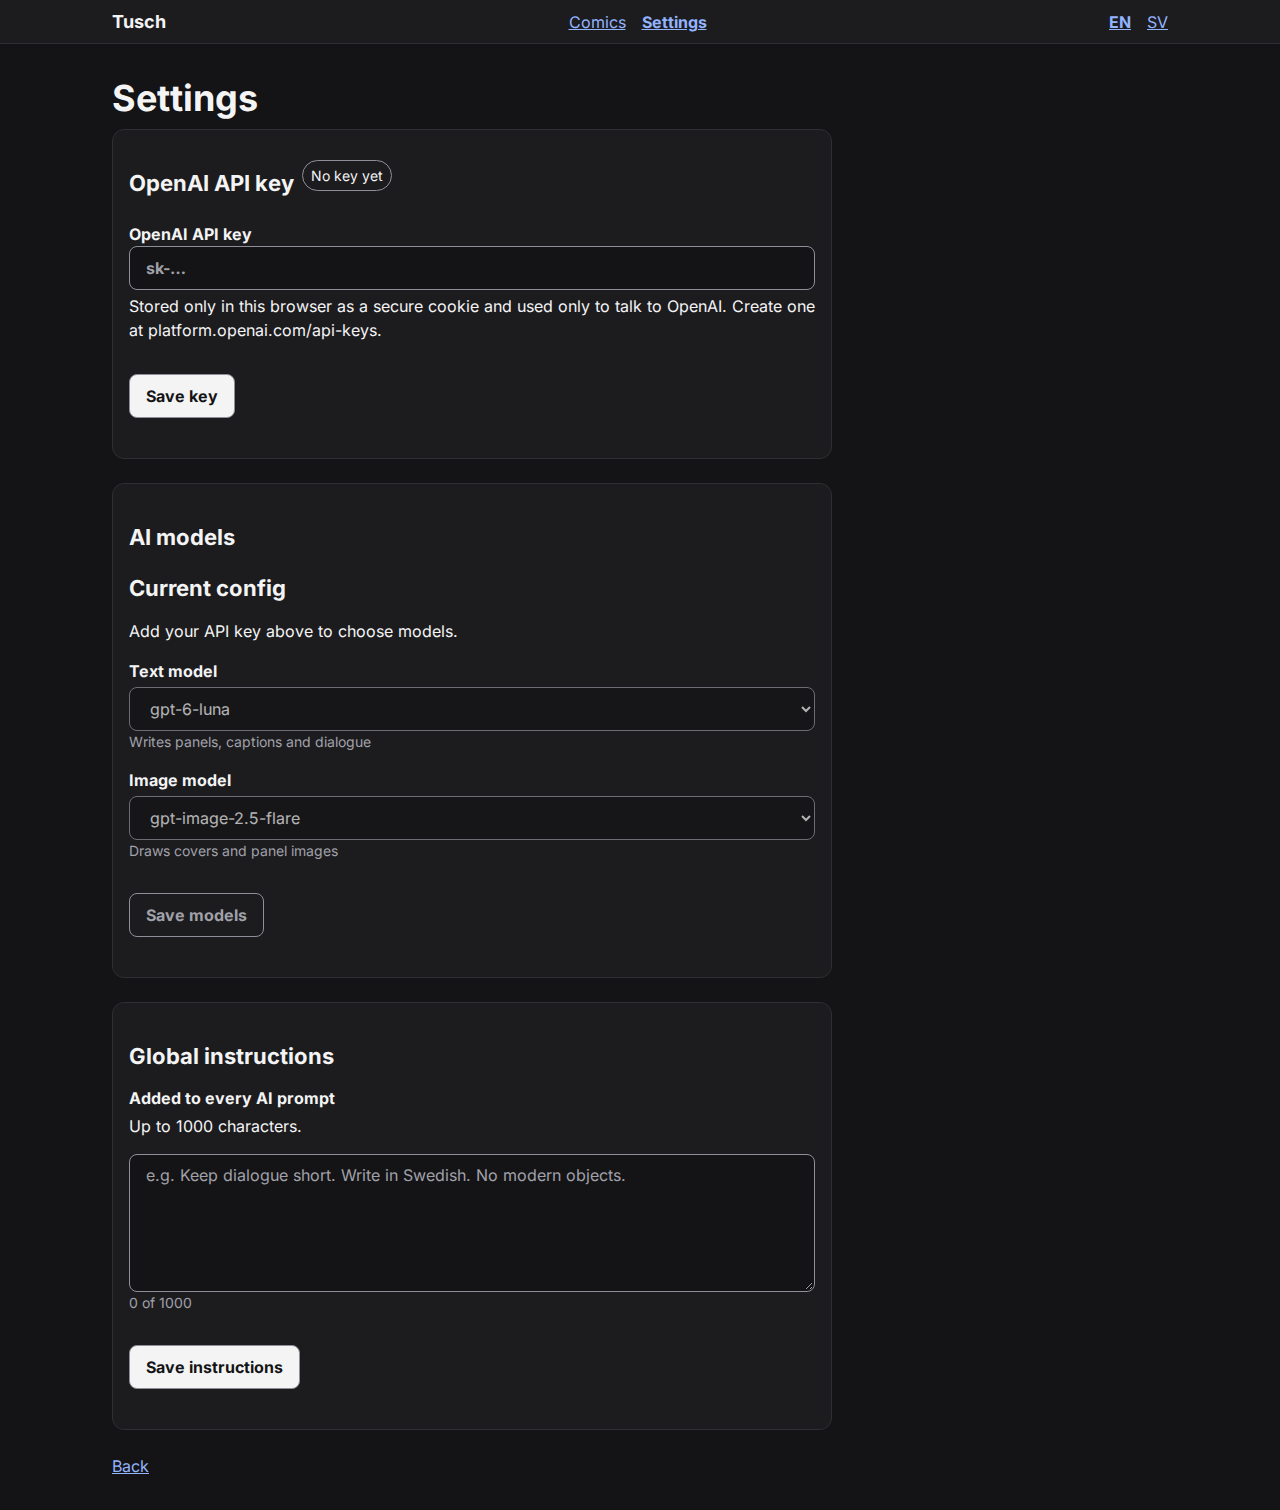 Tusch
Comics
Settings
EN
SV
Settings
OpenAI API key
No key yet
OpenAI API key
sk-...
Stored only in this browser as a secure cookie and used only to talk to OpenAI. Create one
at platform.openai.com/api-keys.
Save key
AI models
Current config
Add your API key above to choose models.
Text model
gpt-6-luna
Writes panels, captions and dialogue
Image model
gpt-image-2.5-flare
Draws covers and panel images
Save models
Global instructions
Added to every AI prompt
Up to 1000 characters.
e.g. Keep dialogue short. Write in Swedish. No modern objects.
0 of 1000
Save instructions
Back